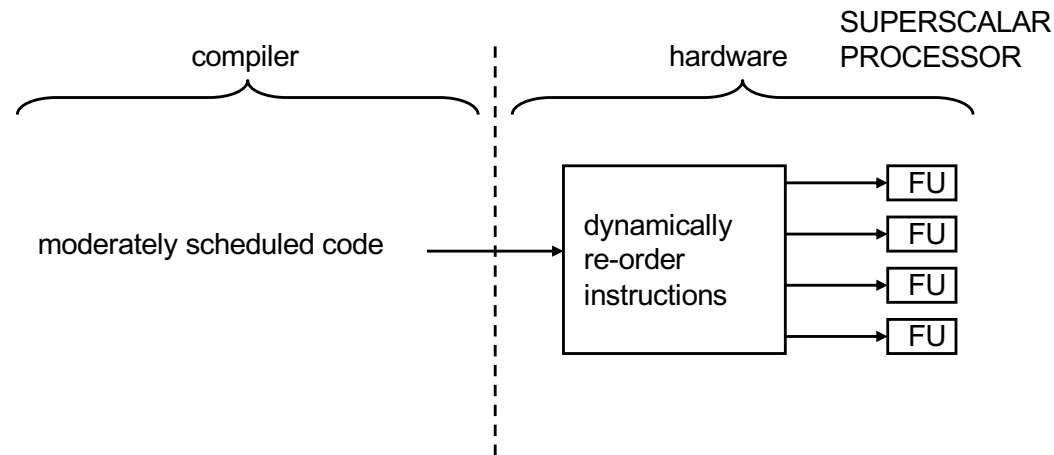 SUPERSCALAR
PROCESSOR
compiler
hardware
moderately scheduled code
dynamically
re-order
instructions
FU
FU
FU
FU